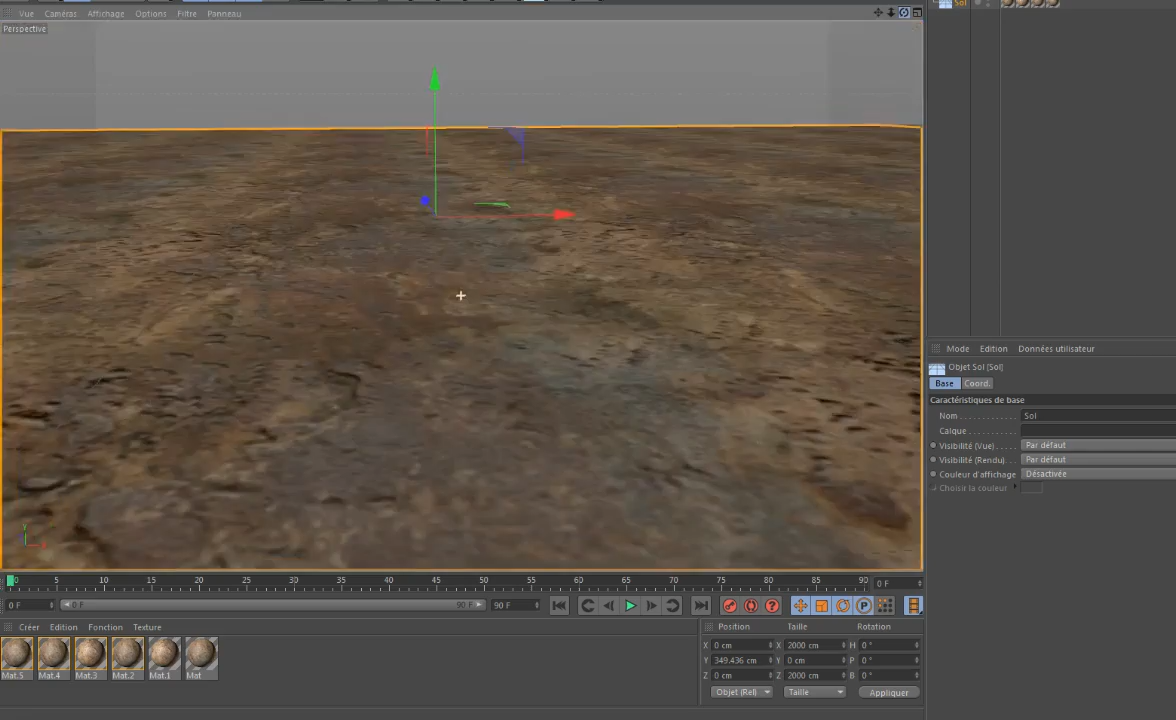 Vue Caméras Affichage Options Filtre Panneau
Sol
Perspective
Mode Edition Données utilisateur
Objet Sol [Sol]
Base Coord.
Caractéristiques de base
Nom Sol
Calque
Visibilité (Vue) Par défaut
Visibilité (Rendu) Par défaut
Couleur d'affichage Désactivée
Choisir la couleur
Y
X
0 5 10 15 20 25 30 35 40 45 50 55 60 65 70 75 80 85 90 0 F
0 F 0 F 90 F 90 F
Créer Edition Fonction Texture
Mat.5 Mat.4 Mat.3 Mat.2 Mat.1 Mat
Position Taille Rotation
X 0 cm X 2000 cm H 0 °
Y 349.436 cm Y 0 cm P 0 °
Z 0 cm Z 2000 cm B 0 °
Objet (Rel) Taille Appliquer